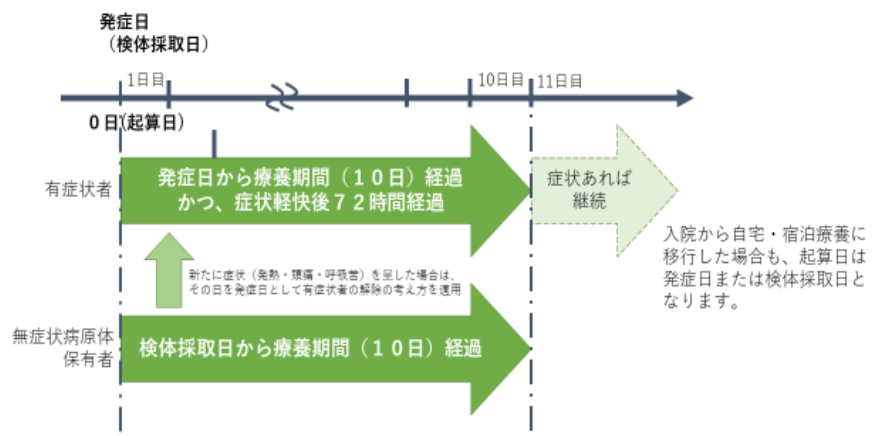 発症日
（検体採取日）
1日目
10日目
11日目
０日(起算日)
有症状者
発症日から療養期間（１０日）経過
かつ、症状軽快後７２時間経過
症状あれば
継続
入院から自宅・宿泊療養に
移行した場合も、起算日は
発症日または検体採取日と
なります。
新たに症状（発熱・頭痛・呼吸苦）を呈した場合は、
その日を発症日として有症状者の解除の考え方を適用
無症状病原体
保有者
検体採取日から療養期間（１０日）経過